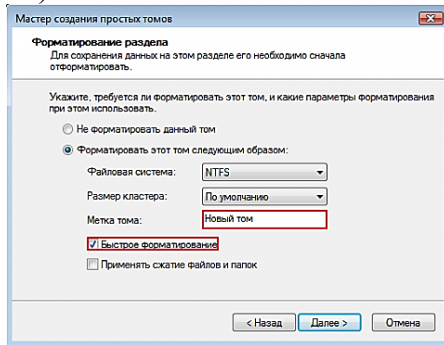 Мастер создания простых томов
Форматирование раздела
Для сохранения данных на этом разделе его необходимо сначала
отформатировать.
Укажите, требуется ли форматировать этот том, и какие параметры форматирования
при этом использовать.
Не форматировать данный том
Форматировать этот том следующим образом:
Файловая система: NTFS
Размер кластера: По умолчанию
Метка тома: Новый том
Быстрое форматирование
Применять сжатие файлов и папок
< Назад Далее > Отмена